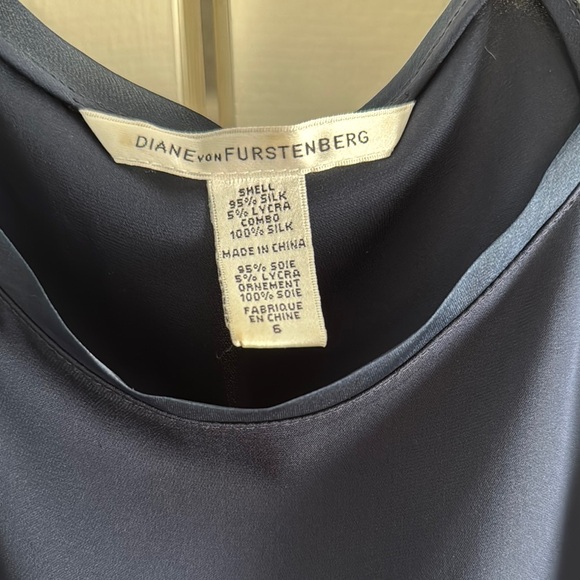 DIANE VON FURSTENBERG
SHELL
95% SILK
5% LYCRA
COMBO
100% SILK
MADE IN CHINA
95% SOIE
5% LYCRA
ORNEMENT
100% SOIE
FABRIQUE
EN CHINE
6